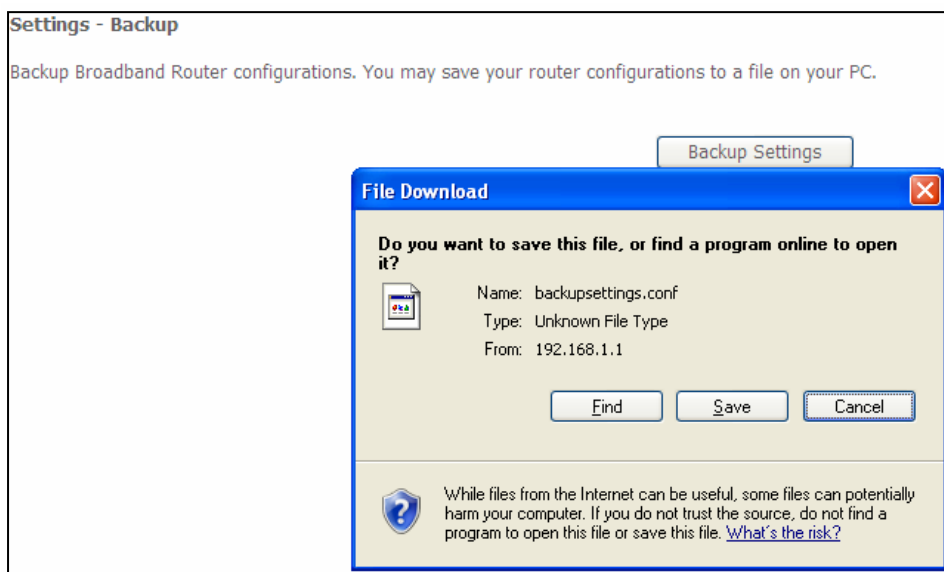 Settings - Backup
Backup Broadband Router configurations. You may save your router configurations to a file on your PC.
Backup Settings
File Download
Do you want to save this file, or find a program online to open
it?
Name: backupsettings.conf
Type: Unknown File Type
From: 192.168.1.1
Find Save Cancel
While files from the Internet can be useful, some files can potentially
harm your computer. If you do not trust the source, do not find a
program to open this file or save this file. What's the risk?